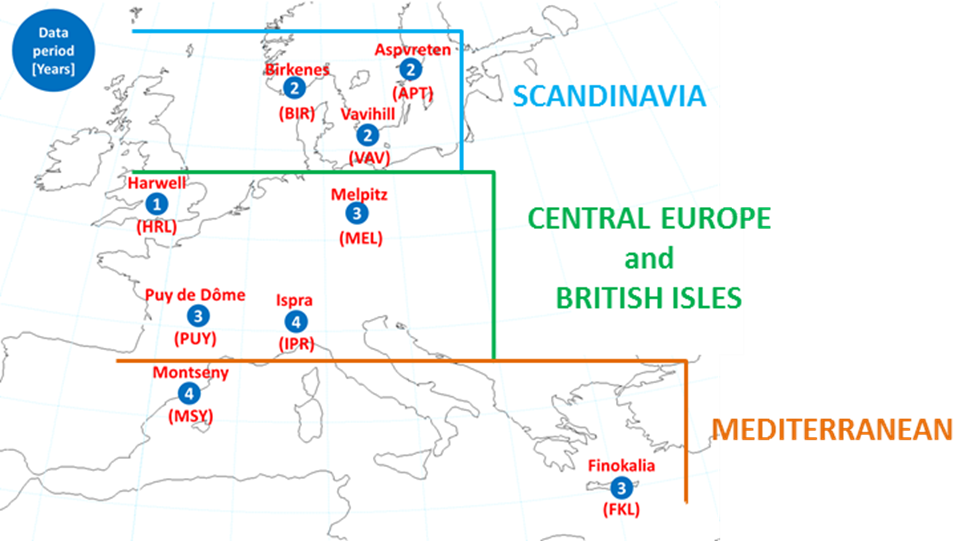 Data
period
[Years]
Aspvreten
2
(APT)
Birkenes
2
(BIR)
Vavihill
2
(VAV)
SCANDINAVIA
Harwell
1
(HRL)
Melpitz
3
(MEL)
CENTRAL EUROPE
and
BRITISH ISLES
Puy de Dôme
3
(PUY)
Ispra
4
(IPR)
Montseny
4
(MSY)
MEDITERRANEAN
Finokalia
3
(FKL)